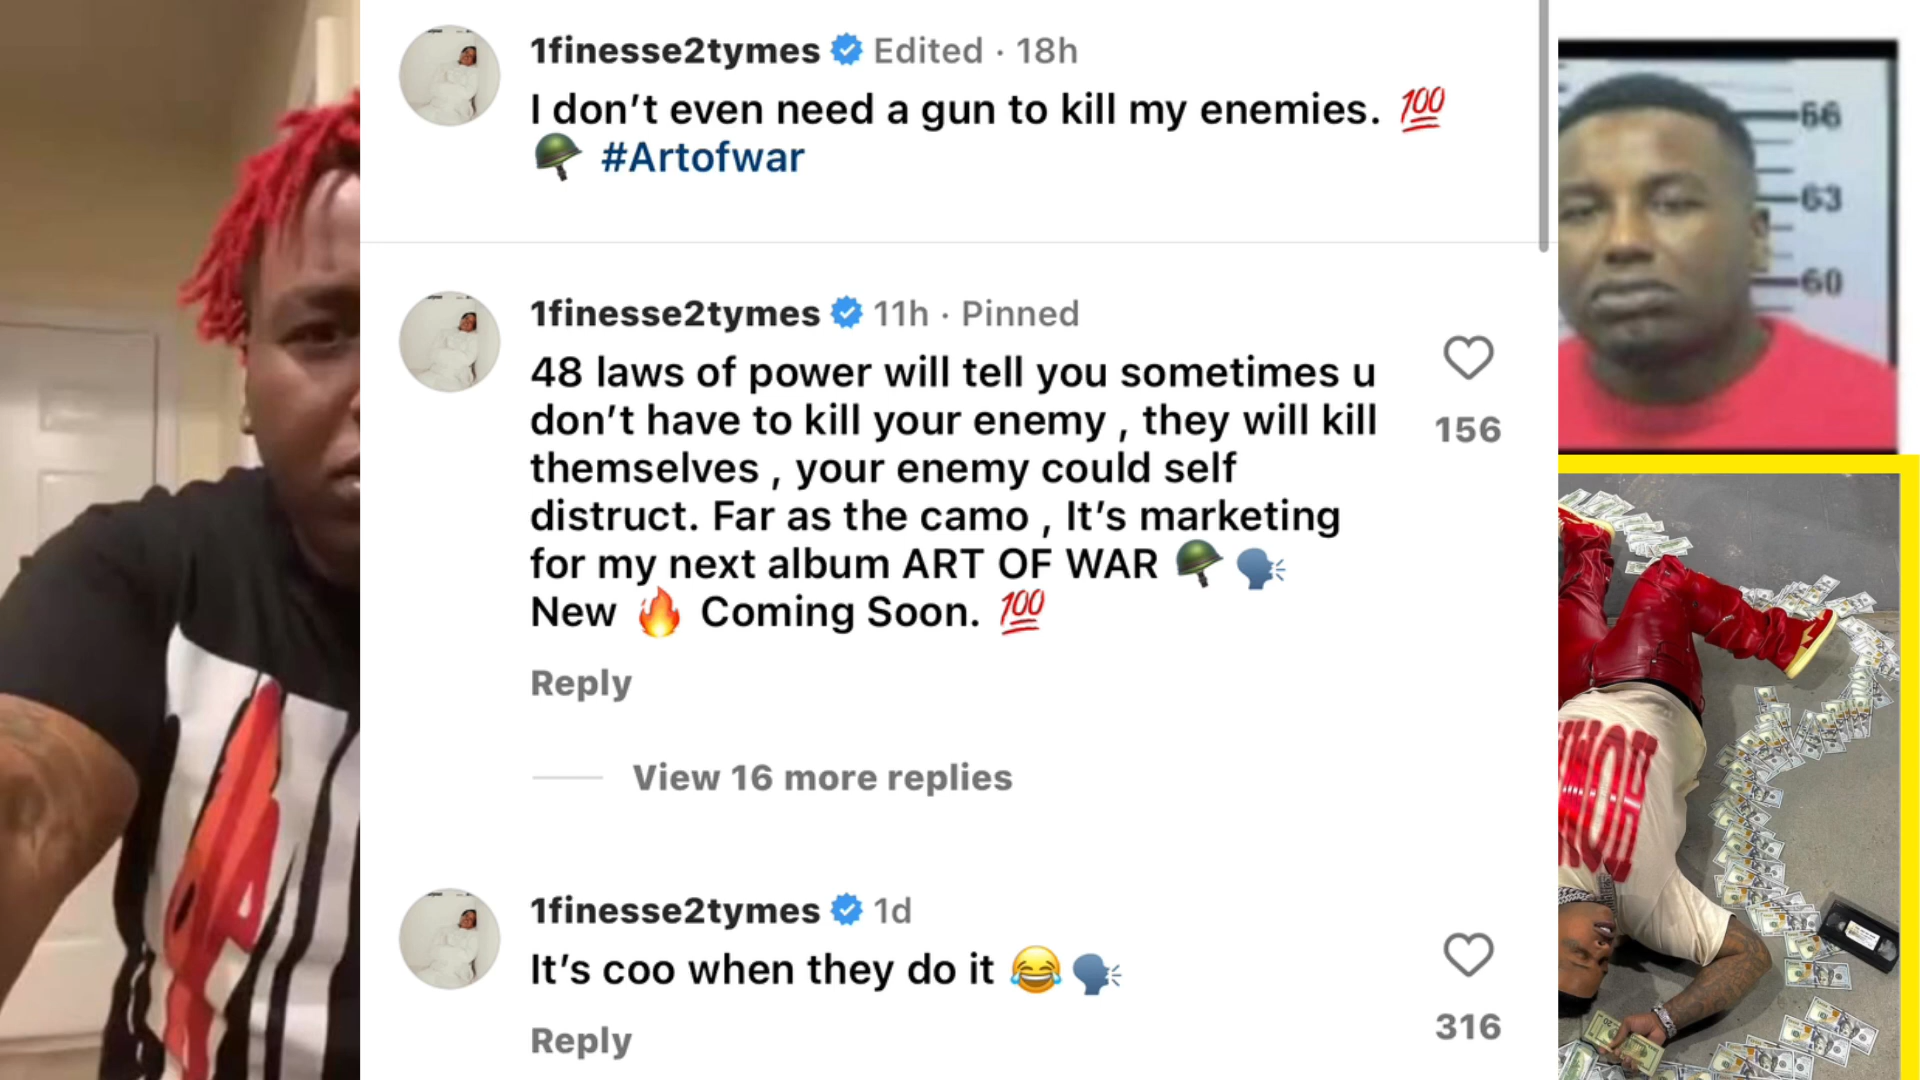 1finesse2tymes Edited · 18h
I don't even need a gun to kill my enemies. 💯
🪖 #Artofwar
1finesse2tymes 11h · Pinned
48 laws of power will tell you sometimes u
don't have to kill your enemy , they will kill
themselves , your enemy could self
distruct. Far as the camo , It's marketing
for my next album ART OF WAR 🪖 🗣️
New 🔥 Coming Soon. 💯
156
Reply
View 16 more replies
1finesse2tymes 1d
It's coo when they do it 😂 🗣️
316
Reply
66
63
60